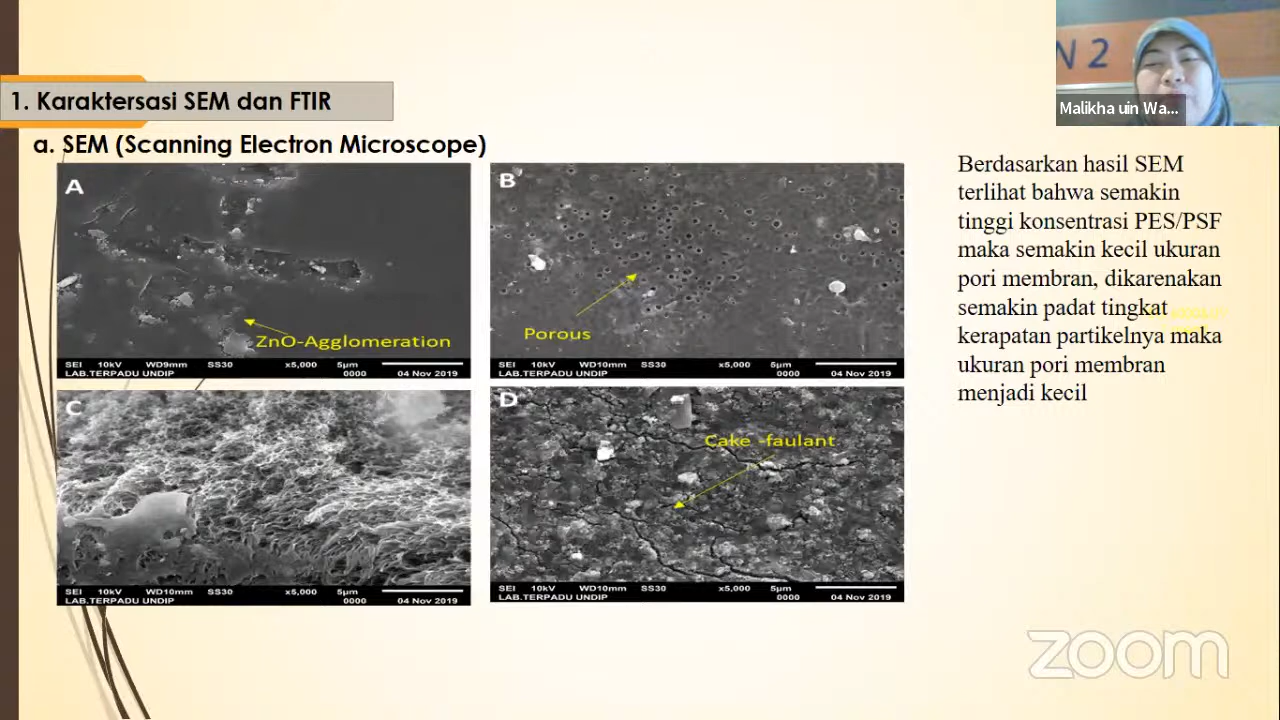 N 2
Malikha uin Wa...
1. Karaktersasi SEM dan FTIR
a. SEM (Scanning Electron Microscope)
A
ZnO-Agglomeration
SEI 10kV WD9mm SS30 x5,000 5µm
LAB.TERPADU UNDIP 0000 04 Nov 2019
B
Porous
SEI 10kV WD10mm SS30 x5,000 5µm
LAB.TERPADU UNDIP 0000 04 Nov 2019
C
SEI 10kV WD10mm SS30 x5,000 5µm
LAB.TERPADU UNDIP 0000 04 Nov 2019
D
Cake -faulant
SEI 10kV WD10mm SS30 x5,000 5µm
LAB.TERPADU UNDIP 0000 04 Nov 2019
Berdasarkan hasil SEM
terlihat bahwa semakin
tinggi konsentrasi PES/PSF
maka semakin kecil ukuran
pori membran, dikarenakan
semakin padat tingkat
kerapatan partikelnya maka
ukuran pori membran
menjadi kecil
zoom